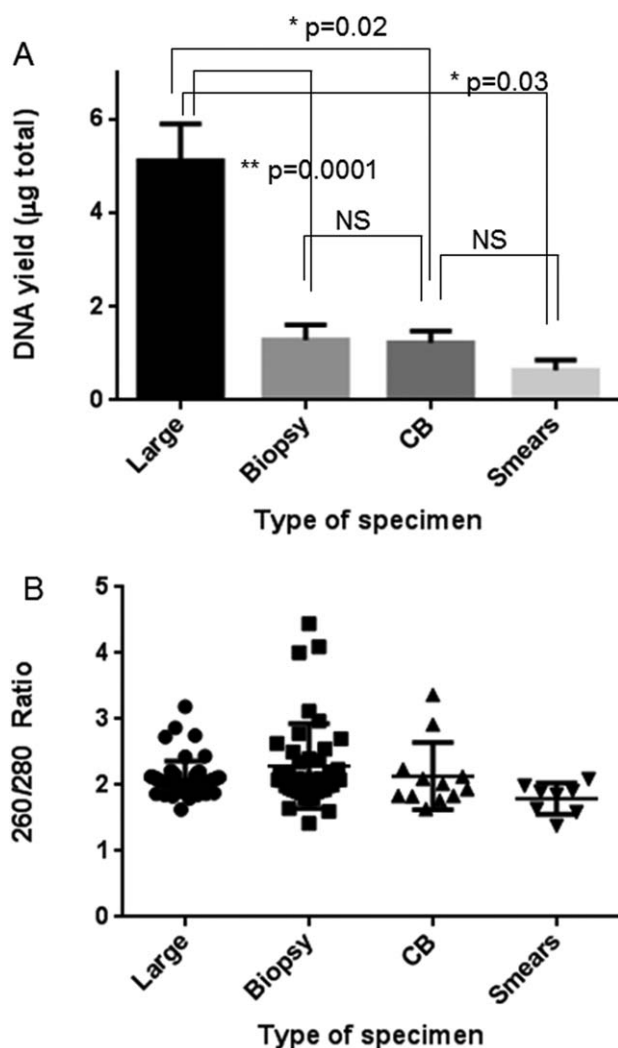 A
* p=0.02
* p=0.03
** p=0.0001
NS
NS
DNA yield (µg total)
6
4
2
0
Large
Biopsy
CB
Smears
Type of specimen
B
260/280 Ratio
5
4
3
2
1
0
Large
Biopsy
CB
Smears
Type of specimen